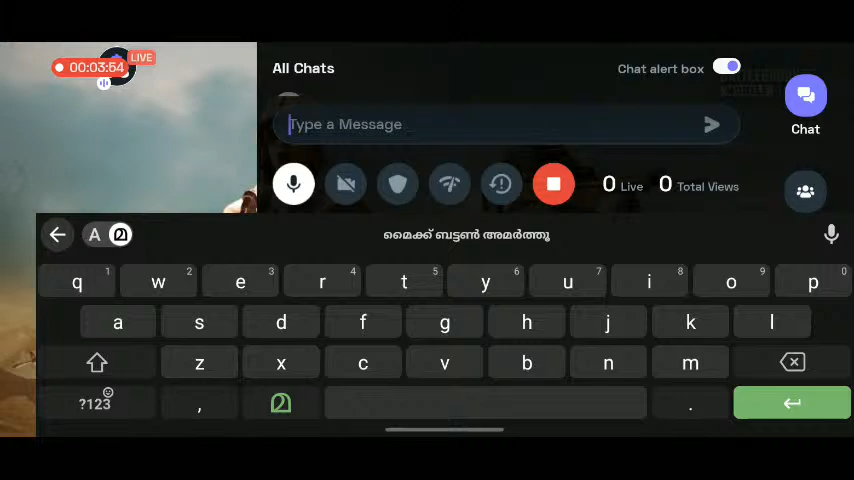 LIVE
00:03:54
All Chats
Chat alert box
Chat
Type a Message
0 Live 0 Total Views
A മ
മൈക്ക് ബട്ടൺ അമർത്തൂ
q 1 w 2 e 3 r 4 t 5 y 6 u 7 i 8 o 9 p 0
a s d f g h j k l
z x c v b n m
?123 , മ .